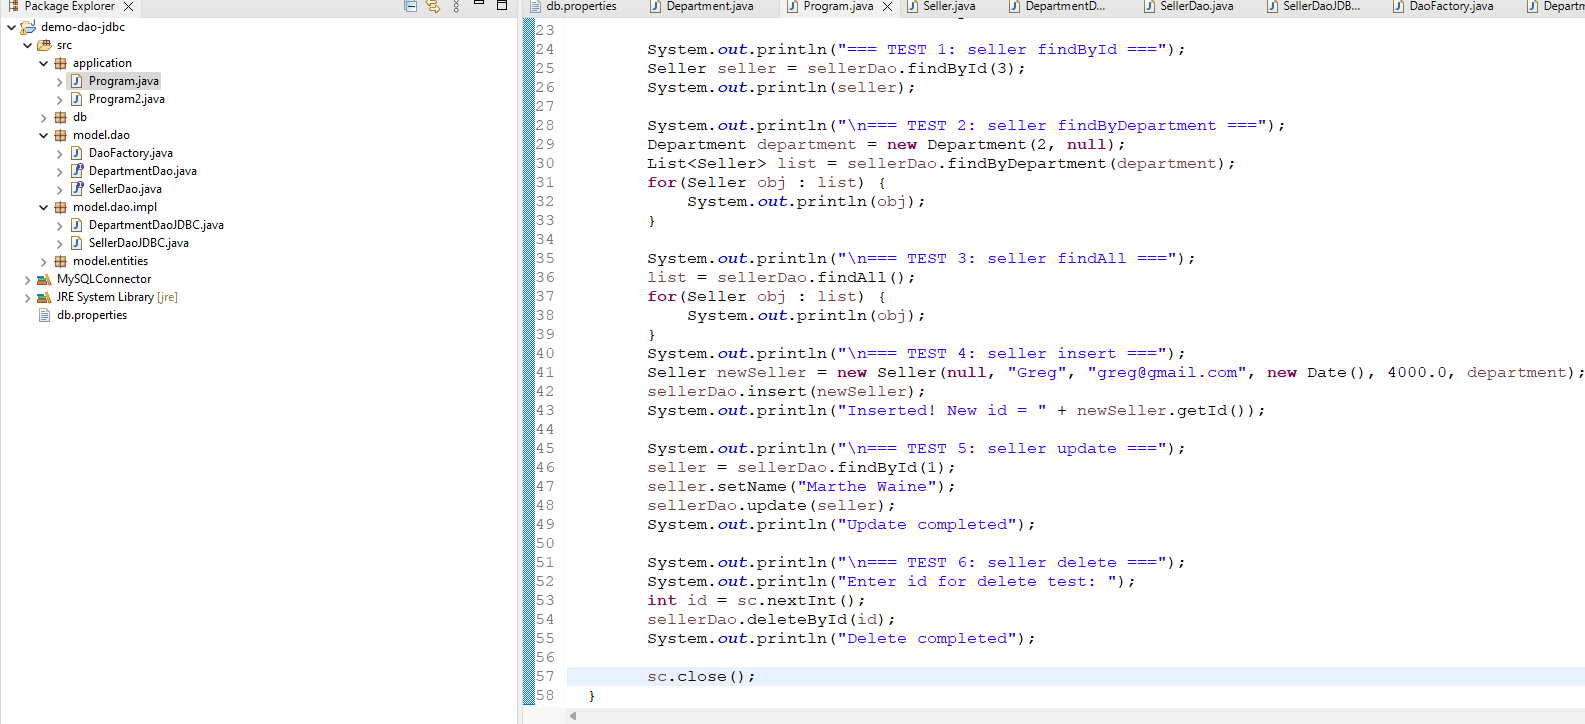 Package Explorer
demo-dao-jdbc
src
application
Program.java
Program2.java
db
model.dao
DaoFactory.java
DepartmentDao.java
SellerDao.java
model.dao.impl
DepartmentDaoJDBC.java
SellerDaoJDBC.java
model.entities
MySQLConnector
JRE System Library [jre]
db.properties
db.properties Department.java Program.java Seller.java DepartmentD... SellerDao.java SellerDaoJDB... DaoFactory.java Departm
23
24 System.out.println("=== TEST 1: seller findById ===");
25 Seller seller = sellerDao.findById(3);
26 System.out.println(seller);
27
28 System.out.println("\n=== TEST 2: seller findByDepartment ===");
29 Department department = new Department(2, null);
30 List<Seller> list = sellerDao.findByDepartment(department);
31 for(Seller obj : list) {
32 System.out.println(obj);
33 }
34
35 System.out.println("\n=== TEST 3: seller findAll ===");
36 list = sellerDao.findAll();
37 for(Seller obj : list) {
38 System.out.println(obj);
39 }
40 System.out.println("\n=== TEST 4: seller insert ===");
41 Seller newSeller = new Seller(null, "Greg", "greg@gmail.com", new Date(), 4000.0, department);
42 sellerDao.insert(newSeller);
43 System.out.println("Inserted! New id = " + newSeller.getId());
44
45 System.out.println("\n=== TEST 5: seller update ===");
46 seller = sellerDao.findById(1);
47 seller.setName("Marthe Waine");
48 sellerDao.update(seller);
49 System.out.println("Update completed");
50
51 System.out.println("\n=== TEST 6: seller delete ===");
52 System.out.println("Enter id for delete test: ");
53 int id = sc.nextInt();
54 sellerDao.deleteById(id);
55 System.out.println("Delete completed");
56
57 sc.close();
58 }